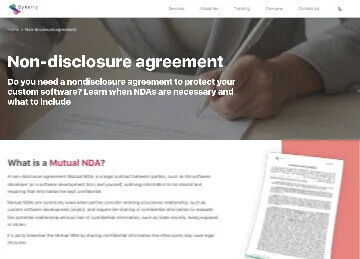 Cyberry
Services Industries Company Contact Us
Home > Non-disclosure agreement
Non-disclosure agreement
Do you need a nondisclosure agreement to protect your
custom software? Learn when NDAs are necessary and
what to include
What is a Mutual NDA?
A non-disclosure agreement (Mutual NDA) is a legal contract between parties, such as the software
developer (or a software development firm) and yourself, outlining information to be shared and
requiring that information be kept confidential.
Mutual NDAs are commonly used when parties consider entering a business relationship, such as
custom software development project, and require the sharing of confidential information to evaluate
the potential relationship without fear of confidential information, such as trade secrets, being exposed
or stolen.
If a party breaches the Mutual NDA by sharing confidential information the other party may seek legal
recourse.